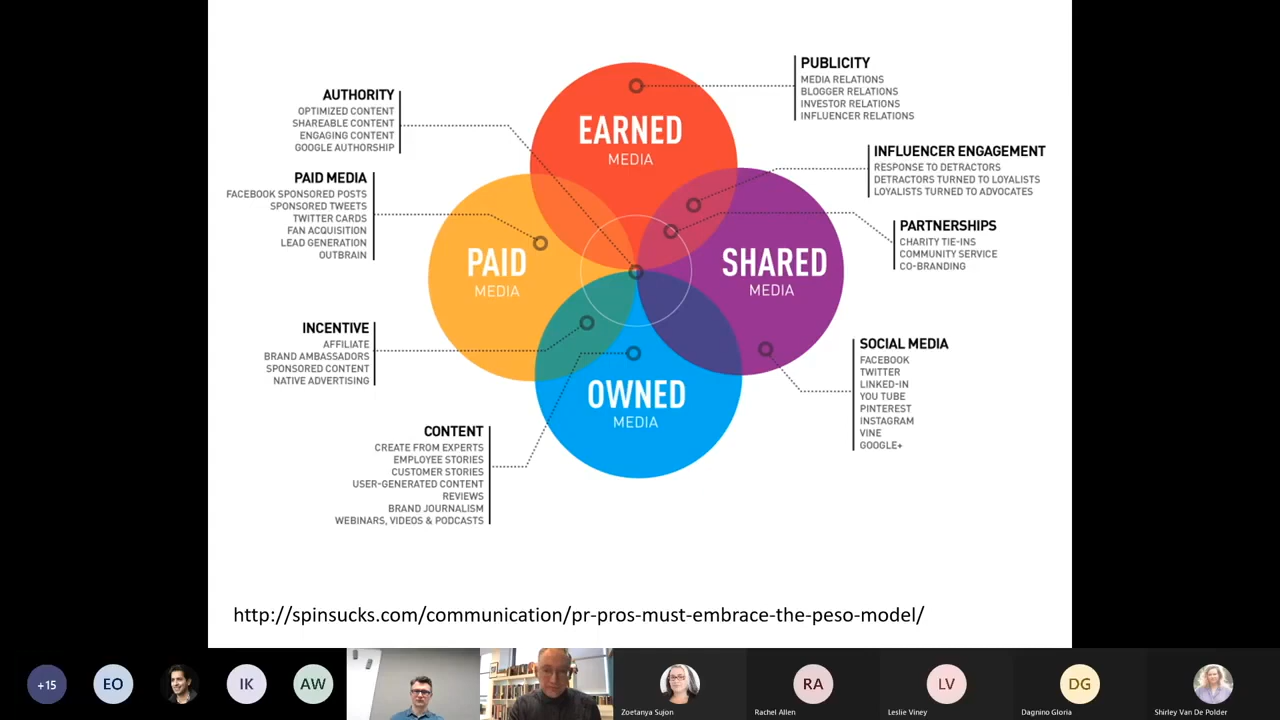 AUTHORITY
OPTIMIZED CONTENT
SHAREABLE CONTENT
ENGAGING CONTENT
GOOGLE AUTHORSHIP
PAID MEDIA
FACEBOOK SPONSORED POSTS
SPONSORED TWEETS
TWITTER CARDS
FAN ACQUISITION
LEAD GENERATION
OUTBRAIN
INCENTIVE
AFFILIATE
BRAND AMBASSADORS
SPONSORED CONTENT
NATIVE ADVERTISING
CONTENT
CREATE FROM EXPERTS
EMPLOYEE STORIES
CUSTOMER STORIES
USER-GENERATED CONTENT
REVIEWS
BRAND JOURNALISM
WEBINARS, VIDEOS & PODCASTS
EARNED
MEDIA
PAID
MEDIA
SHARED
MEDIA
OWNED
MEDIA
PUBLICITY
MEDIA RELATIONS
BLOGGER RELATIONS
INVESTOR RELATIONS
INFLUENCER RELATIONS
INFLUENCER ENGAGEMENT
RESPONSE TO DETRACTORS
DETRACTORS TURNED TO LOYALISTS
LOYALISTS TURNED TO ADVOCATES
PARTNERSHIPS
CHARITY TIE-INS
COMMUNITY SERVICE
CO-BRANDING
SOCIAL MEDIA
FACEBOOK
TWITTER
LINKED-IN
YOU TUBE
PINTEREST
INSTAGRAM
VINE
GOOGLE+
http://spinsucks.com/communication/pr-pros-must-embrace-the-peso-model/
+15
EO
IK
AW
Zoetanya Sujon
RA
Rachel Allen
LV
Leslie Viney
DG
Dagnino Gloria
Shirley Van De Polder